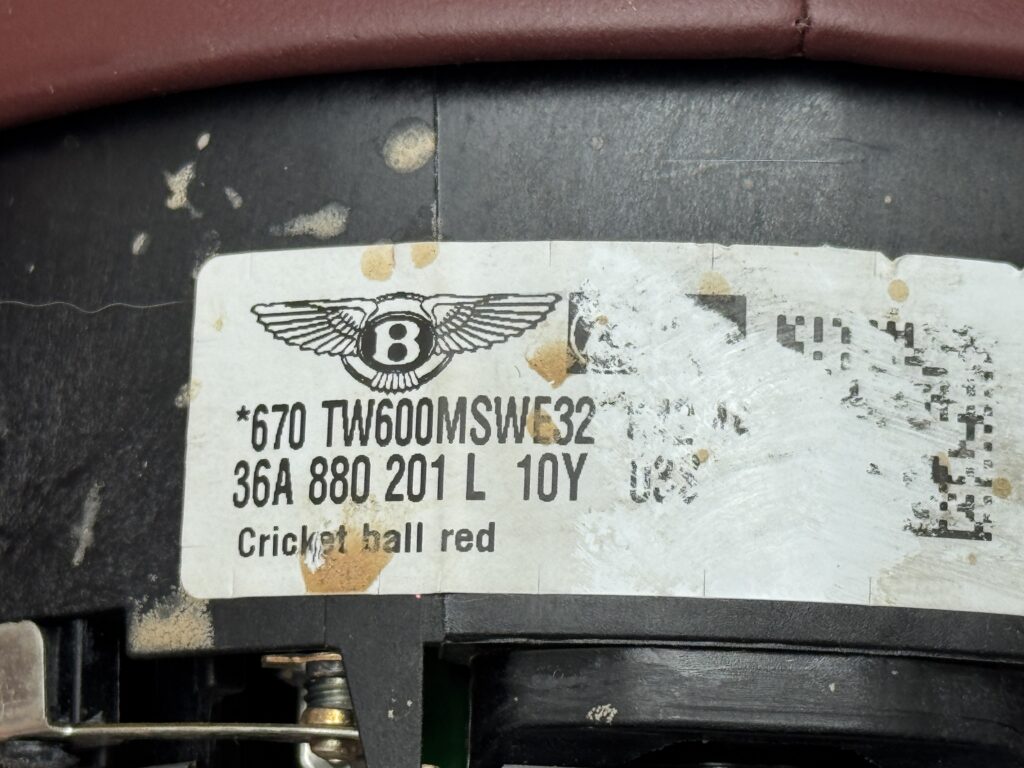 B
*670 TW600MSWE32
36A 880 201 L 10Y
Cricket ball red